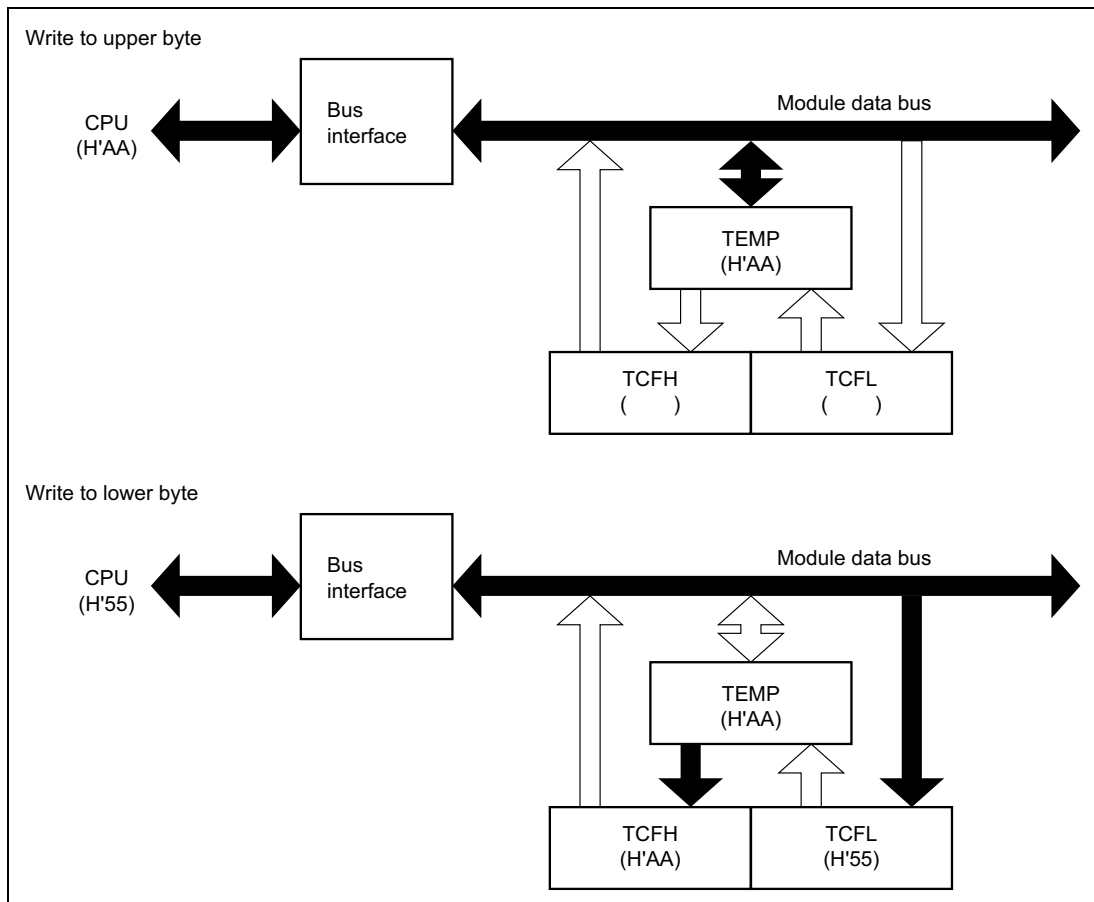 Write to upper byte
CPU
(H'AA)
Bus
interface
Module data bus
TEMP
(H'AA)
TCFH
(      )
TCFL
(      )
Write to lower byte
CPU
(H'55)
Bus
interface
Module data bus
TEMP
(H'AA)
TCFH
(H'AA)
TCFL
(H'55)